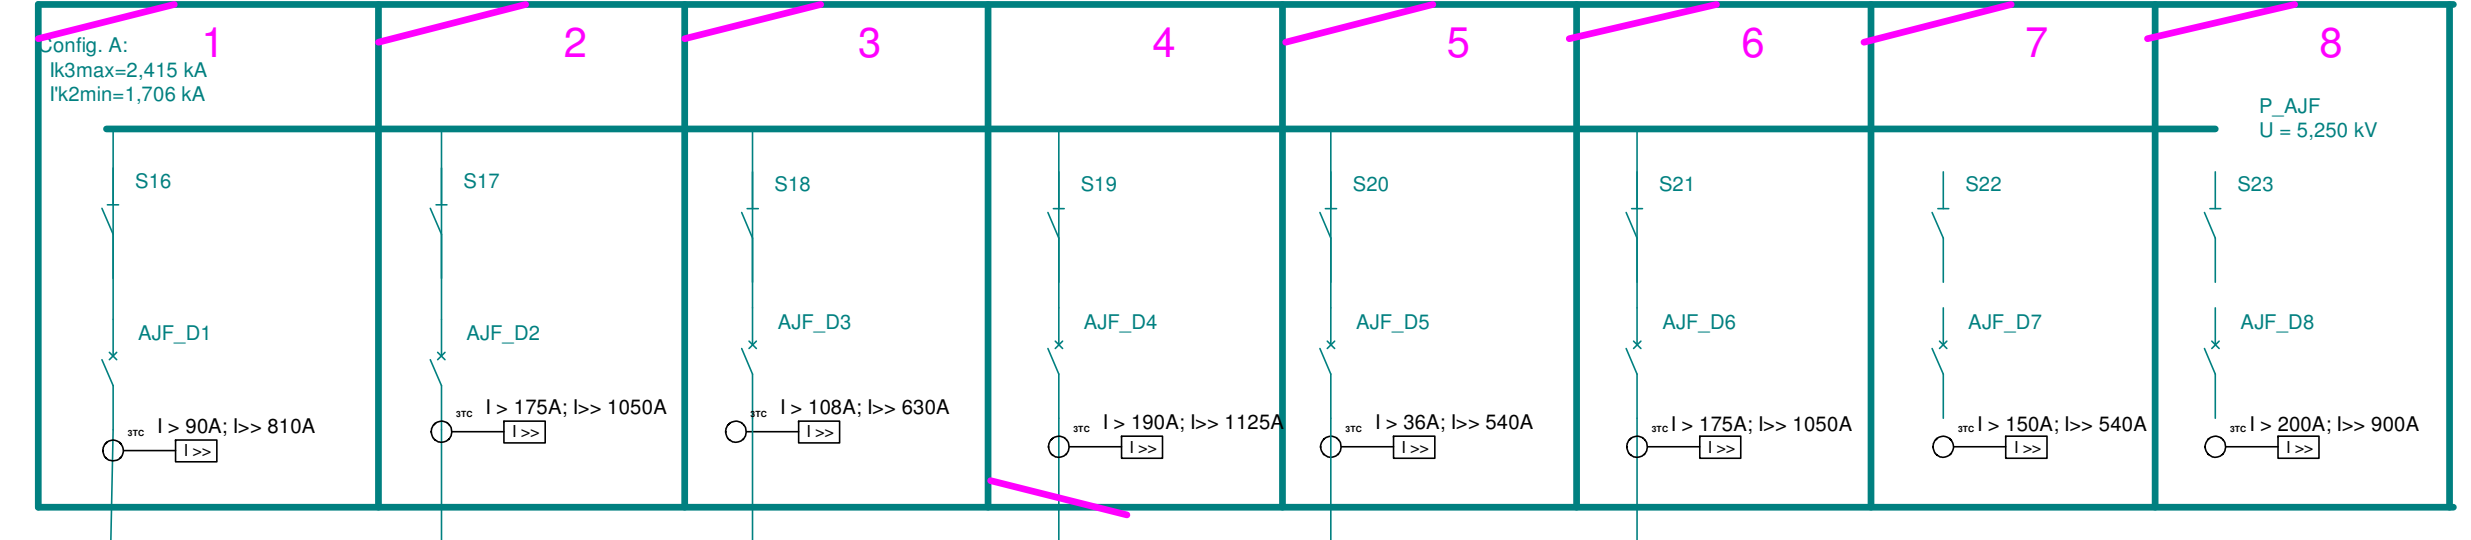 1
2
3
4
5
6
7
8
Config. A:
Ik3max=2,415 kA
I'k2min=1,706 kA
P_AJF
U = 5,250 kV
S16
S17
S18
S19
S20
S21
S22
S23
AJF_D1
AJF_D2
AJF_D3
AJF_D4
AJF_D5
AJF_D6
AJF_D7
AJF_D8
3TC I > 90A; I>> 810A
I >>
3TC I > 175A; I>> 1050A
I >>
3TC I > 108A; I>> 630A
I >>
3TC I > 190A; I>> 1125A
I >>
3TC I > 36A; I>> 540A
I >>
3TC I > 175A; I>> 1050A
I >>
3TC I > 150A; I>> 540A
I >>
3TC I > 200A; I>> 900A
I >>